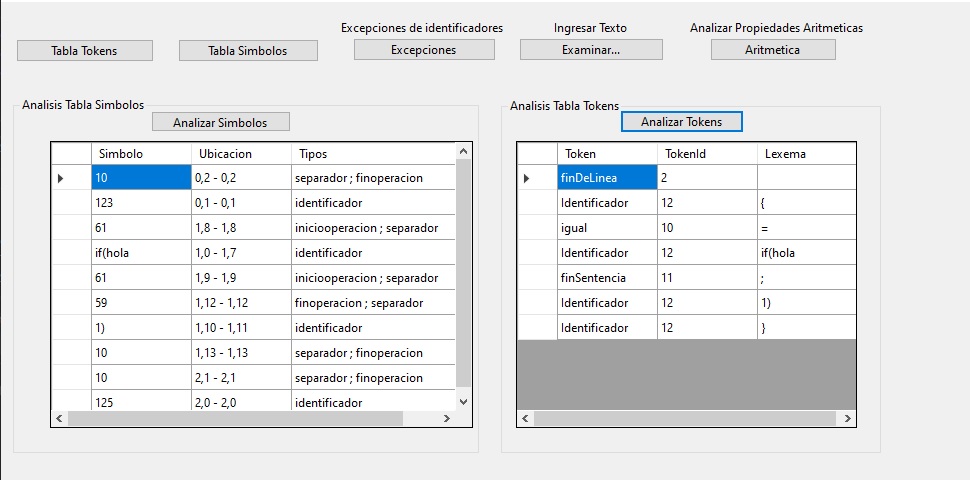 Excepciones de identificadores Ingresar Texto Analizar Propiedades Aritmeticas
Tabla Tokens Tabla Simbolos Excepciones Examinar... Aritmetica
Analisis Tabla Simbolos
Analizar Simbolos
Simbolo Ubicacion Tipos
10 0,2 - 0,2 separador ; finoperacion
123 0,1 - 0,1 identificador
61 1,8 - 1,8 iniciooperacion ; separador
if(hola 1,0 - 1,7 identificador
61 1,9 - 1,9 iniciooperacion ; separador
59 1,12 - 1,12 finoperacion ; separador
1) 1,10 - 1,11 identificador
10 1,13 - 1,13 separador ; finoperacion
10 2,1 - 2,1 separador ; finoperacion
125 2,0 - 2,0 identificador
Analisis Tabla Tokens
Analizar Tokens
Token TokenId Lexema
finDeLinea 2
Identificador 12 {
igual 10 =
Identificador 12 if(hola
finSentencia 11 ;
Identificador 12 1)
Identificador 12 }